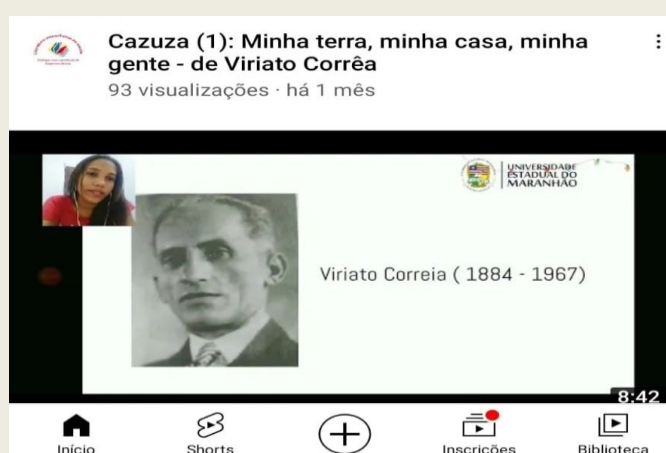 Cazuza (1): Minha terra, minha casa, minha
gente - de Viriato Corrêa
93 visualizações · há 1 mês
UNIVERSIDADE
ESTADUAL DO
MARANHÃO
Viriato Correia ( 1884 - 1967)
8:42
Início
Shorts
Inscrições
Biblioteca